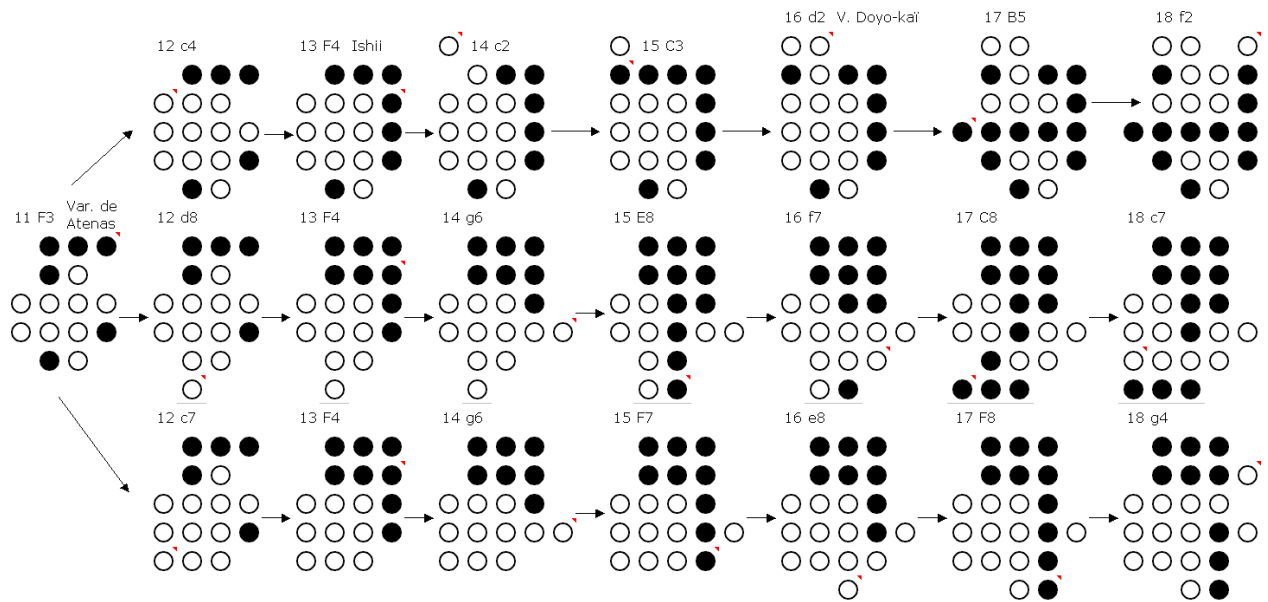 12 c4
13 F4 Ishii
14 c2
15 C3
16 d2 V. Doyo-kaï
17 B5
18 f2
11 F3 Var. de
Atenas
12 d8
13 F4
14 g6
15 E8
16 f7
17 C8
18 c7
12 c7
13 F4
14 g6
15 F7
16 e8
17 F8
18 g4